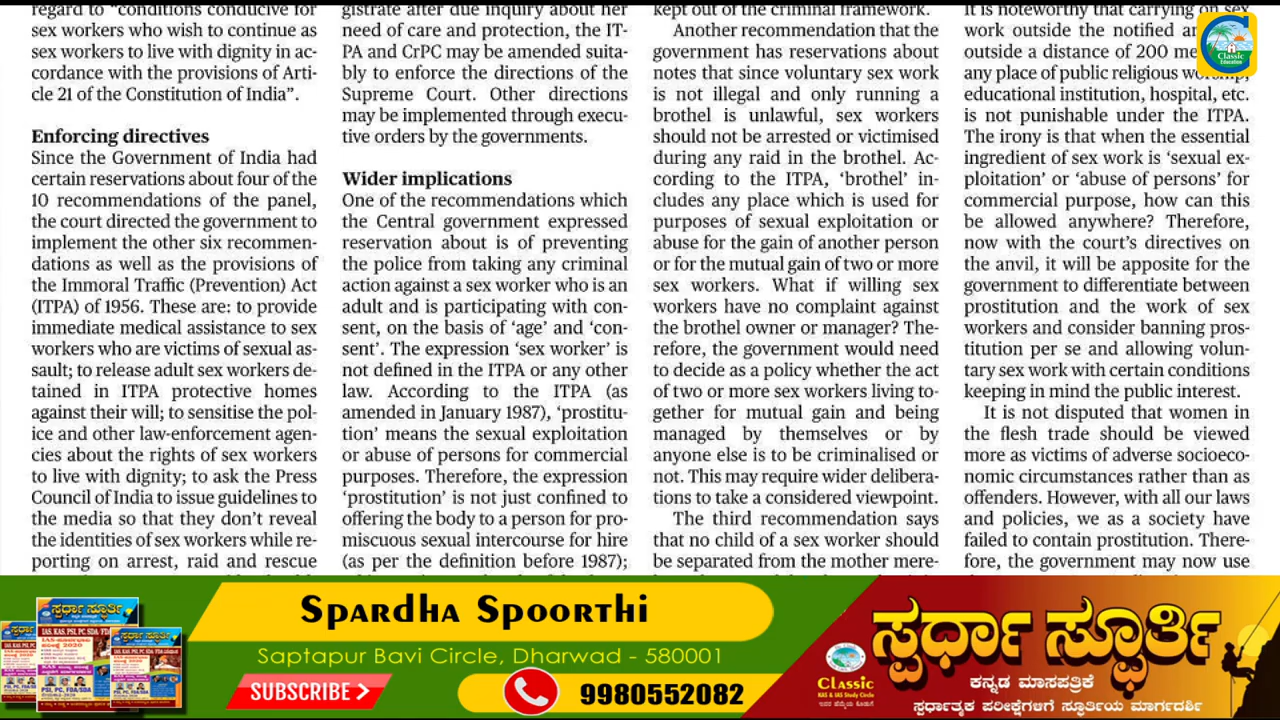 regard to “conditions conducive for
sex workers who wish to continue as
sex workers to live with dignity in ac-
cordance with the provisions of Arti-
cle 21 of the Constitution of India”.
Enforcing directives
Since the Government of India had
certain reservations about four of the
10 recommendations of the panel,
the court directed the government to
implement the other six recommen-
dations as well as the provisions of
the Immoral Traffic (Prevention) Act
(ITPA) of 1956. These are: to provide
immediate medical assistance to sex
workers who are victims of sexual as-
sault; to release adult sex workers de-
tained in ITPA protective homes
against their will; to sensitise the pol-
ice and other law-enforcement agen-
cies about the rights of sex workers
to live with dignity; to ask the Press
Council of India to issue guidelines to
the media so that they don’t reveal
the identities of sex workers while re-
porting on arrest, raid and rescue
gistrate after due inquiry about her
need of care and protection, the IT-
PA and CrPC may be amended suita-
bly to enforce the directions of the
Supreme Court. Other directions
may be implemented through execu-
tive orders by the governments.
Wider implications
One of the recommendations which
the Central government expressed
reservation about is of preventing
the police from taking any criminal
action against a sex worker who is an
adult and is participating with con-
sent, on the basis of ‘age’ and ‘con-
sent’. The expression ‘sex worker’ is
not defined in the ITPA or any other
law. According to the ITPA (as
amended in January 1987), ‘prostitu-
tion’ means the sexual exploitation
or abuse of persons for commercial
purposes. Therefore, the expression
‘prostitution’ is not just confined to
offering the body to a person for pro-
miscuous sexual intercourse for hire
(as per the definition before 1987);
kept out of the criminal framework.
Another recommendation that the
government has reservations about
notes that since voluntary sex work
is not illegal and only running a
brothel is unlawful, sex workers
should not be arrested or victimised
during any raid in the brothel. Ac-
cording to the ITPA, ‘brothel’ in-
cludes any place which is used for
purposes of sexual exploitation or
abuse for the gain of another person
or for the mutual gain of two or more
sex workers. What if willing sex
workers have no complaint against
the brothel owner or manager? The-
refore, the government would need
to decide as a policy whether the act
of two or more sex workers living to-
gether for mutual gain and being
managed by themselves or by
anyone else is to be criminalised or
not. This may require wider delibera-
tions to take a considered viewpoint.
The third recommendation says
that no child of a sex worker should
be separated from the mother mere-
It is noteworthy that carrying on sex
work outside the notified
outside a distance of 200
any place of public religious worship,
educational institution, hospital, etc.
is not punishable under the ITPA.
The irony is that when the essential
ingredient of sex work is ‘sexual ex-
ploitation’ or ‘abuse of persons’ for
commercial purpose, how can this
be allowed anywhere? Therefore,
now with the court’s directives on
the anvil, it will be apposite for the
government to differentiate between
prostitution and the work of sex
workers and consider banning pros-
titution per se and allowing volun-
tary sex work with certain conditions
keeping in mind the public interest.
It is not disputed that women in
the flesh trade should be viewed
more as victims of adverse socioeco-
nomic circumstances rather than as
offenders. However, with all our laws
and policies, we as a society have
failed to contain prostitution. There-
fore, the government may now use
Classic
Education
Spardha Spoorthi
Saptapur Bavi Circle, Dharwad - 580001
SUBSCRIBE
9980552082
Classic
KAS & IAS Study Circle
ಸ್ಪರ್ಧಾ ಸ್ಫೂರ್ತಿ
ಕನ್ನಡ ಮಾಸಪತ್ರಿಕೆ
ಸ್ಪರ್ಧಾತ್ಮಕ ಪರೀಕ್ಷೆಗಳಿಗೆ ಸ್ಫೂರ್ತಿಯ ಮಾರ್ಗದರ್ಶಿ